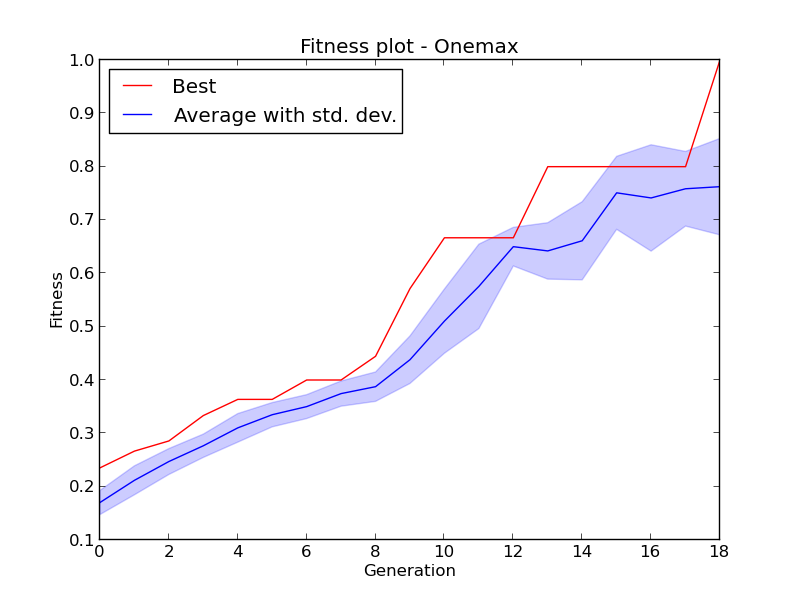 Fitness plot - Onemax
Best
Average with std. dev.
1.0
0.9
0.8
0.7
0.6
0.5
0.4
0.3
0.2
0.1
Fitness
0 2 4 6 8 10 12 14 16 18
Generation